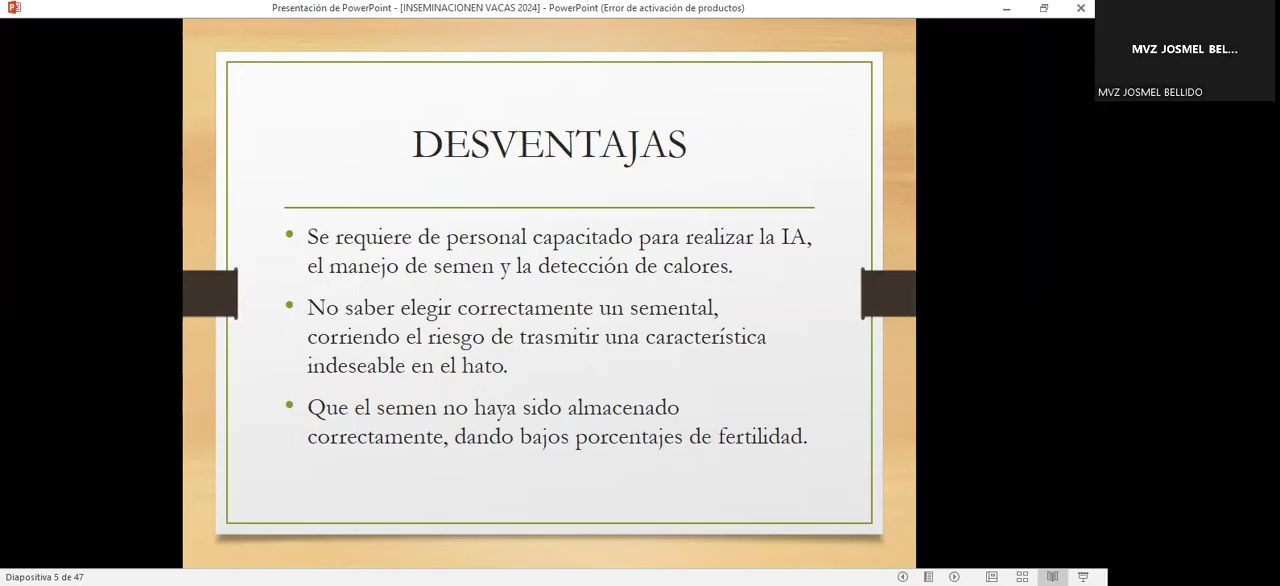 Presentación de PowerPoint - [INSEMINACIONEN VACAS 2024] - PowerPoint (Error de activación de productos)
MVZ JOSMEL BEL...
MVZ JOSMEL BELLIDO
DESVENTAJAS
• Se requiere de personal capacitado para realizar la IA,
el manejo de semen y la detección de calores.
• No saber elegir correctamente un semental,
corriendo el riesgo de trasmitir una característica
indeseable en el hato.
• Que el semen no haya sido almacenado
correctamente, dando bajos porcentajes de fertilidad.
Diapositiva 5 de 47